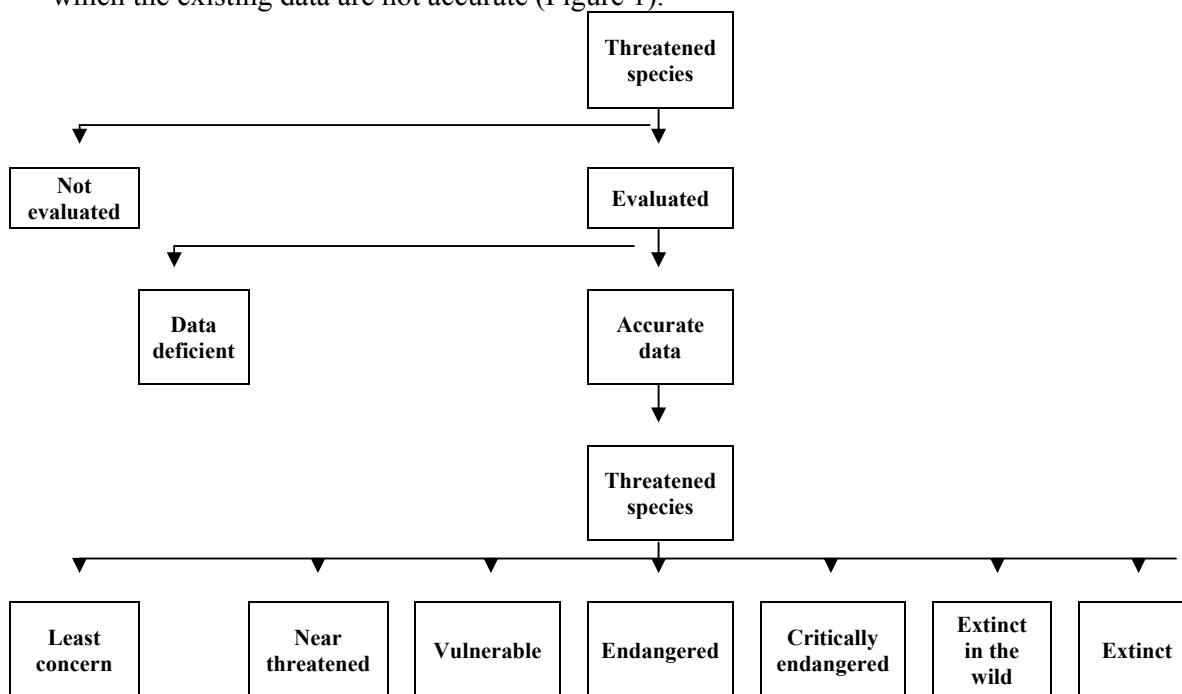 which the existing data are not accurate (Figure 1).
Threatened
species
Not
evaluated
Evaluated
Data
deficient
Accurate
data
Threatened
species
Least
concern
Near
threatened
Vulnerable
Endangered
Critically
endangered
Extinct
in the
wild
Extinct